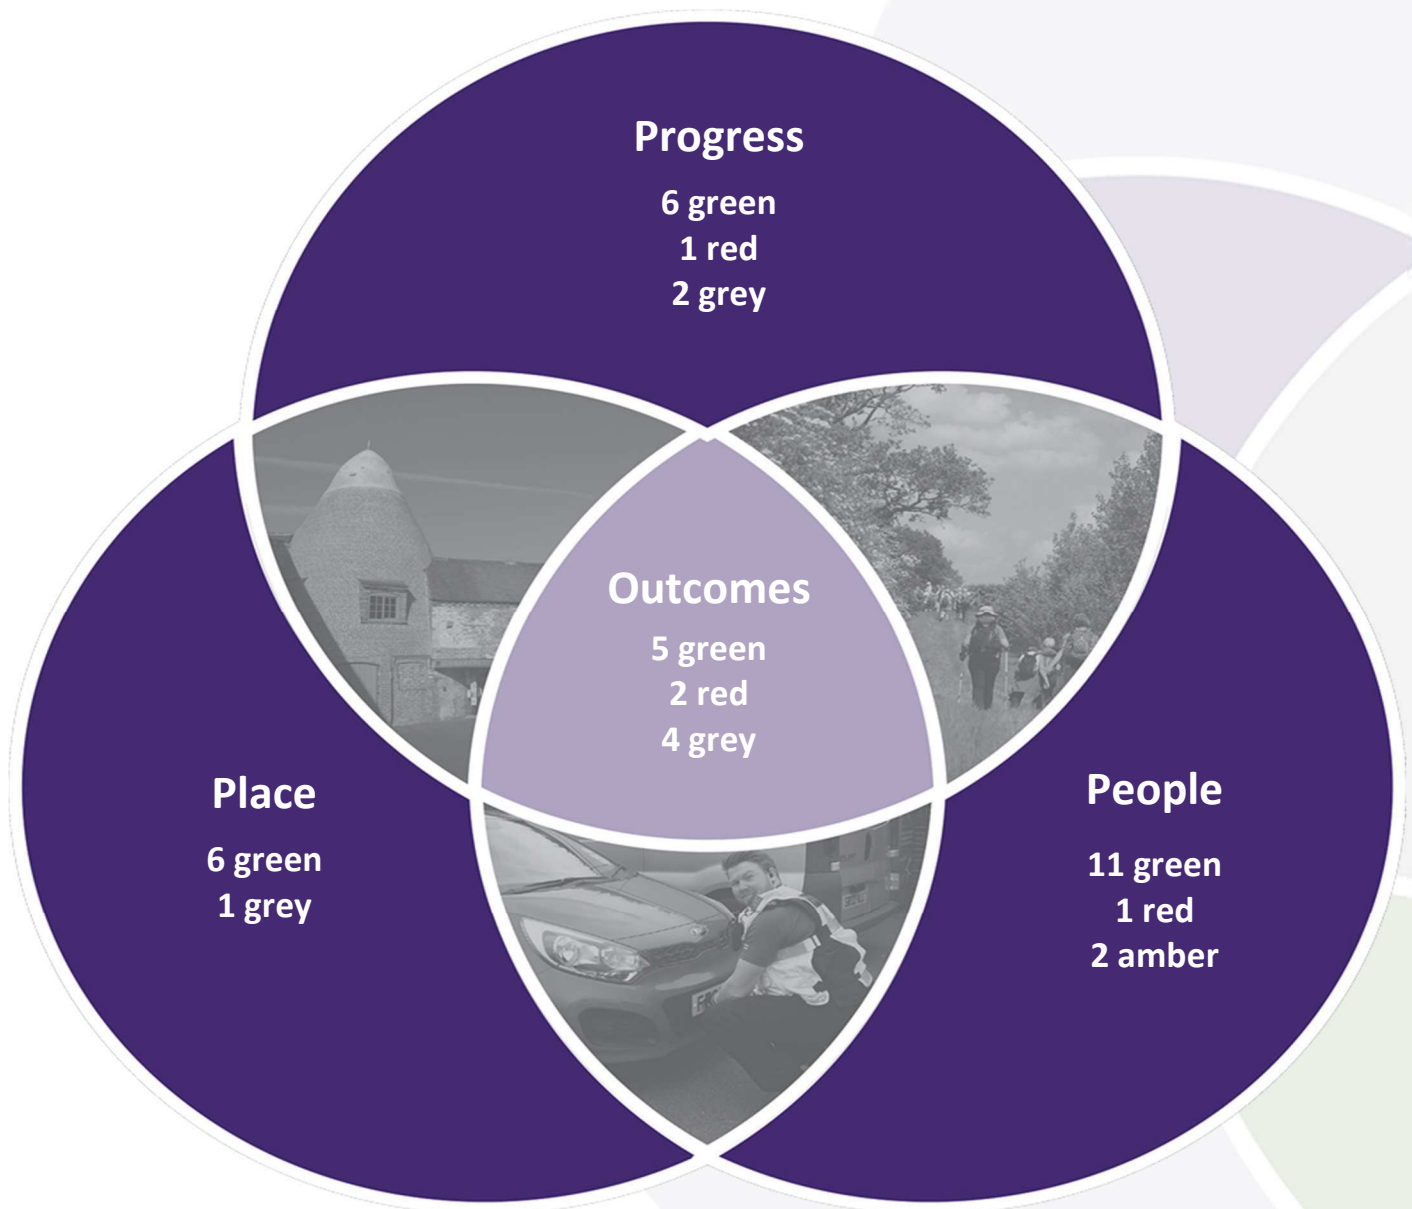 Progress
6 green
1 red
2 grey
Outcomes
5 green
2 red
4 grey
Place
6 green
1 grey
People
11 green
1 red
2 amber